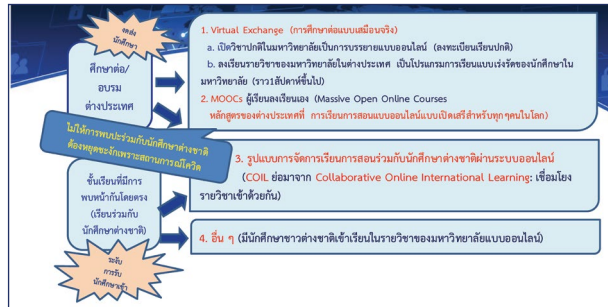 งดส่ง
นักศึกษา
ศึกษาต่อ/
อบรม
ต่างประเทศ
1. Virtual Exchange (การศึกษาต่อแบบเสมือนจริง)
a. เปิดวิชาปกติในมหาวิทยาลัยเป็นการบรรยายแบบออนไลน์ (ลงทะเบียนเรียนปกติ)
b. ลงเรียนรายวิชาของมหาวิทยาลัยในต่างประเทศ เป็นโปรแกรมการเรียนแบบเร่งรัดของนักศึกษาใน
มหาวิทยาลัย (ราว1สัปดาห์ขึ้นไป)
2. MOOCs ผู้เรียนลงเรียนเอง (Massive Open Online Courses
หลักสูตรของต่างประเทศที่ การเรียนการสอนแบบออนไลน์แบบเปิดเสรีสำหรับทุกๆคนในโลก)
ไม่ให้การพบปะร่วมกับนักศึกษาต่างชาติ
ต้องหยุดชะงักเพราะสถานการณ์โควิด
3. รูปแบบการจัดการเรียนการสอนร่วมกับนักศึกษาต่างชาติผ่านระบบออนไลน์
(COIL ย่อมาจาก Collaborative Online International Learning: เชื่อมโยง
รายวิชาเข้าด้วยกัน)
ชั้นเรียนที่มีการ
พบหน้ากันโดยตรง
(เรียนร่วมกับ
นักศึกษาต่างชาติ)
4. อื่น ๆ (มีนักศึกษาชาวต่างชาติเข้าเรียนในรายวิชาของมหาวิทยาลัยแบบออนไลน์)
ระงับ
การรับ
นักศึกษาเข้า